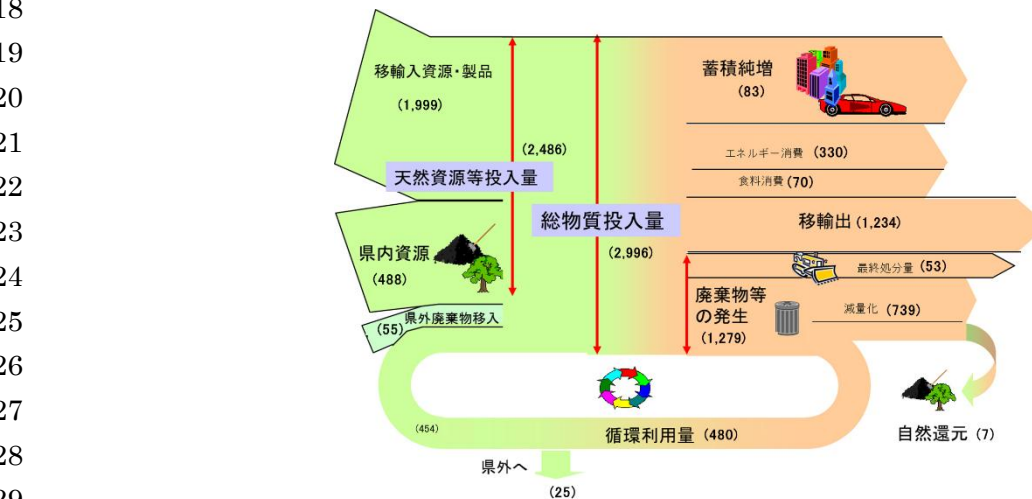 18
19
20
21
22
23
24
25
26
27
28
29
移輸入資源・製品
(1,999)
(2,486)
天然資源等投入量
県内資源
(488)
(55)
県外廃棄物移入
総物質投入量
(2,996)
蓄積純増
(83)
エネルギー消費 (330)
食料消費 (70)
移輸出 (1,234)
最終処分量 (53)
廃棄物等
の発生
(1,279)
減量化 (739)
自然還元 (7)
(454)
循環利用量 (480)
県外へ
(25)